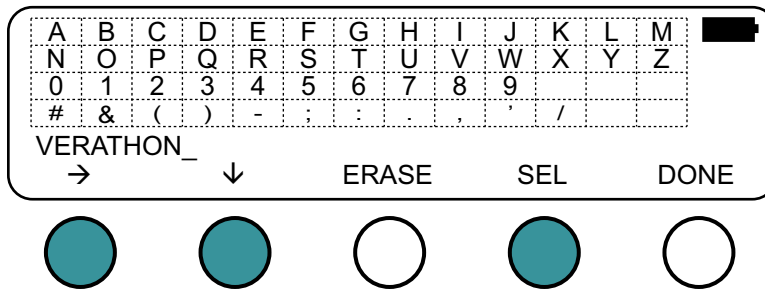 A B C D E F G H I J K L M
N O P Q R S T U V W X Y Z
0 1 2 3 4 5 6 7 8 9
# & ( ) - ; : . , ’ /
VERATHON_
→ ↓ ERASE SEL DONE